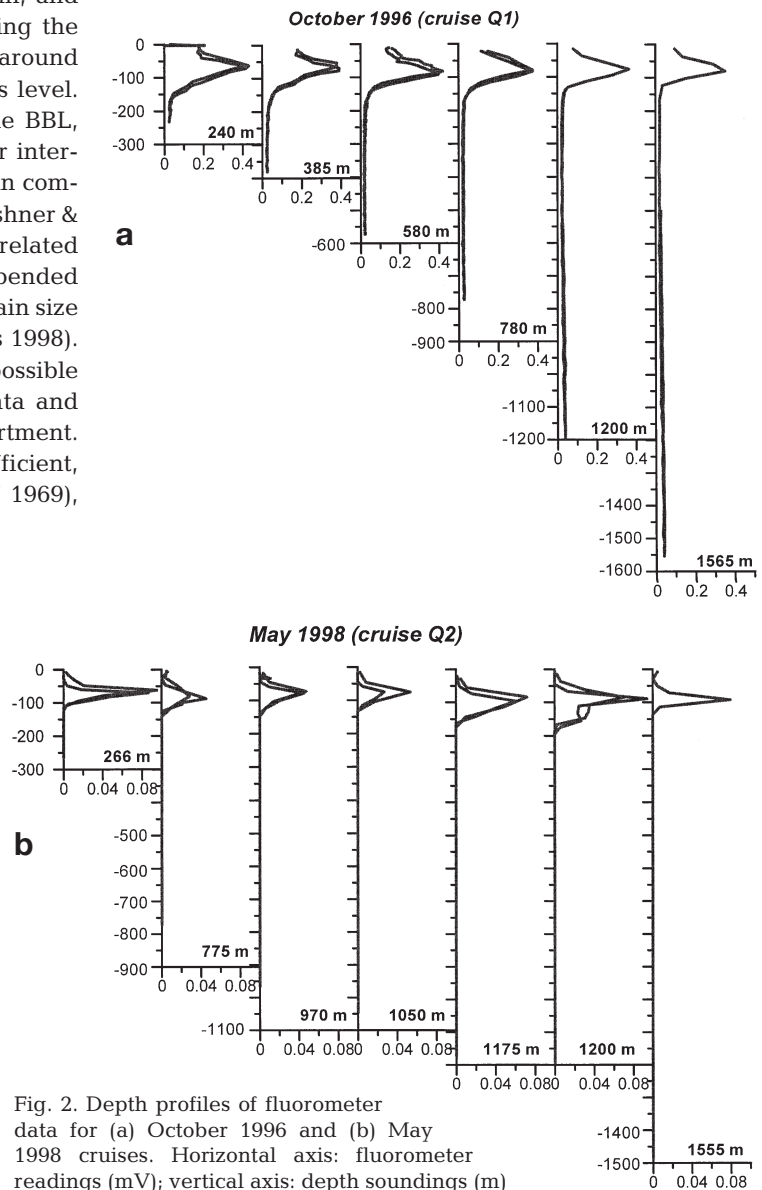 in, and
ing the
around
s level.
e BBL,
r inter-
n com-
shner &
related
pended
ain size
s 1998).
ossible
ata and
rtment.
fficient,
1969),
October 1996 (cruise Q1)
0
-100
-200
-300
240 m
0 0.2 0.4
385 m
0 0.2 0.4
a
-600
580 m
0 0.2 0.4
-800
-900
780 m
0 0.2 0.4
-1100
-1200
1200 m
0 0.2 0.4
-1400
-1500
-1600
1565 m
0 0.2 0.4
May 1998 (cruise Q2)
0
-100
-200
-300
266 m
0 0.04 0.08
b
-500
-600
-700
-800
-900
775 m
0 0.04 0.08
-1100
970 m
0 0.04 0.08
1050 m
0 0.04 0.08
1175 m
0 0.04 0.08
1200 m
0 0.04 0.08
-1400
-1500
1555 m
0 0.04 0.08
Fig. 2. Depth profiles of fluorometer
data for (a) October 1996 and (b) May
1998 cruises. Horizontal axis: fluorometer
readings (mV); vertical axis: depth soundings (m)